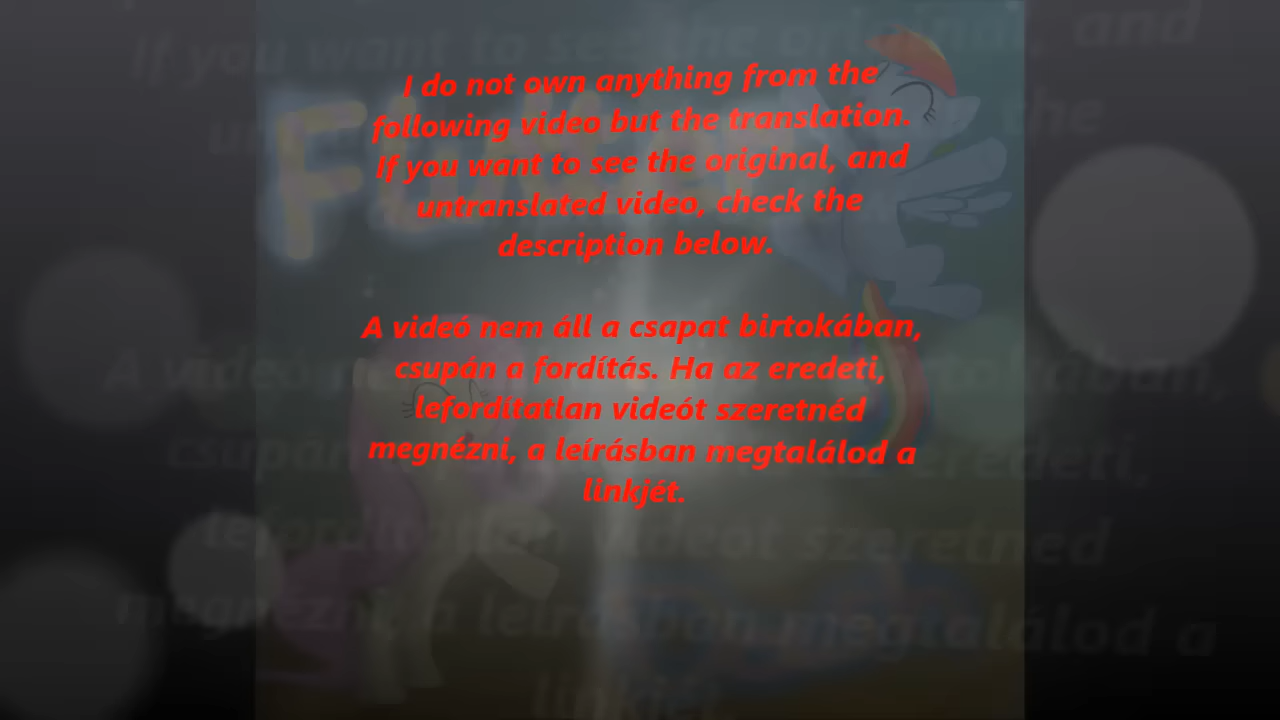 I do not own anything from the
following video but the translation.
If you want to see the original, and
untranslated video, check the
description below.
A videó nem áll a csapat birtokában,
csupán a fordítás. Ha az eredeti,
lefordítatlan videót szeretnéd
megnézni, a leírásban megtalálod a
linkjét.